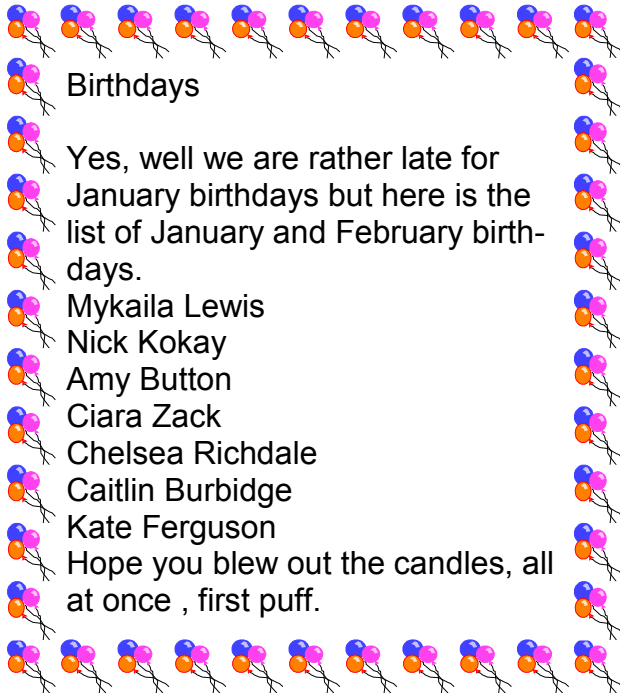 Birthdays
Yes, well we are rather late for
January birthdays but here is the
list of January and February birth-
days.
Mykaila Lewis
Nick Kokay
Amy Button
Ciara Zack
Chelsea Richdale
Caitlin Burbidge
Kate Ferguson
Hope you blew out the candles, all
at once , first puff.